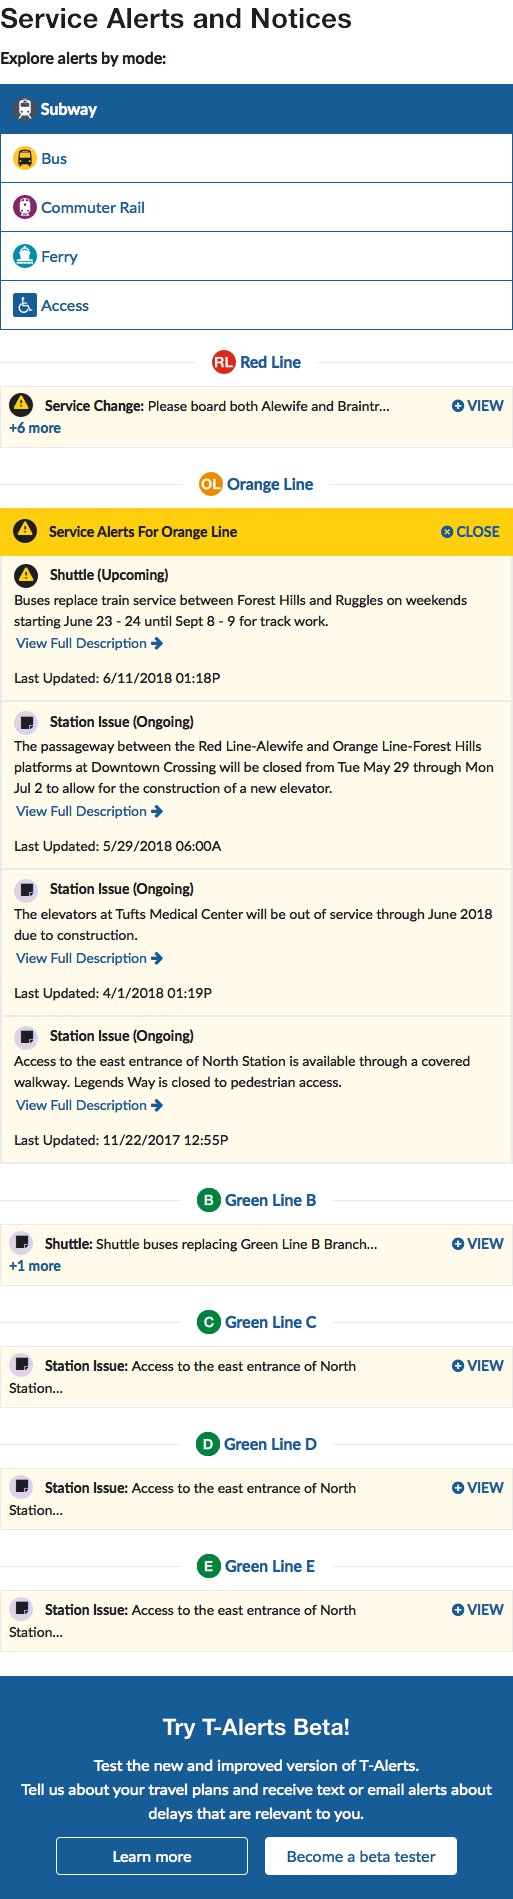 Service Alerts and Notices
Explore alerts by mode:
Subway
Bus
Commuter Rail
Ferry
Access
RL Red Line
Service Change: Please board both Alewife and Braintr...
VIEW
+6 more
OL Orange Line
Service Alerts For Orange Line
CLOSE
Shuttle (Upcoming)
Buses replace train service between Forest Hills and Ruggles on weekends
starting June 23 - 24 until Sept 8 - 9 for track work.
View Full Description
Last Updated: 6/11/2018 01:18P
Station Issue (Ongoing)
The passageway between the Red Line-Alewife and Orange Line-Forest Hills
platforms at Downtown Crossing will be closed from Tue May 29 through Mon
Jul 2 to allow for the construction of a new elevator.
View Full Description
Last Updated: 5/29/2018 06:00A
Station Issue (Ongoing)
The elevators at Tufts Medical Center will be out of service through June 2018
due to construction.
View Full Description
Last Updated: 4/1/2018 01:19P
Station Issue (Ongoing)
Access to the east entrance of North Station is available through a covered
walkway. Legends Way is closed to pedestrian access.
View Full Description
Last Updated: 11/22/2017 12:55P
B Green Line B
Shuttle: Shuttle buses replacing Green Line B Branch...
VIEW
+1 more
C Green Line C
Station Issue: Access to the east entrance of North
VIEW
Station...
D Green Line D
Station Issue: Access to the east entrance of North
VIEW
Station...
E Green Line E
Station Issue: Access to the east entrance of North
VIEW
Station...
Try T-Alerts Beta!
Test the new and improved version of T-Alerts.
Tell us about your travel plans and receive text or email alerts about
delays that are relevant to you.
Learn more
Become a beta tester